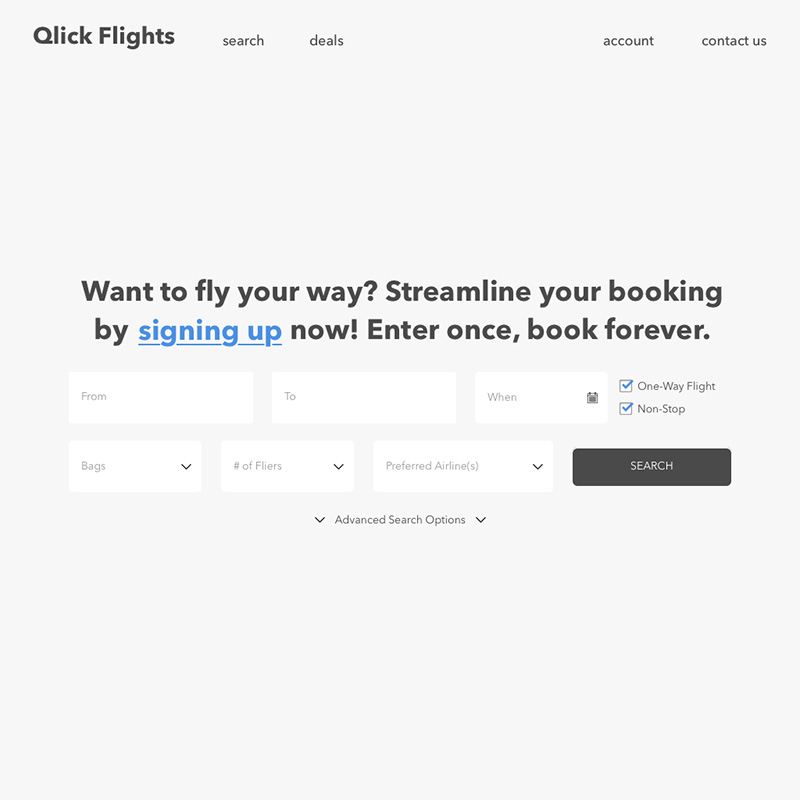 Qlick Flights search deals account contact us
Want to fly your way? Streamline your booking
by signing up now! Enter once, book forever.
From To When One-Way Flight
Non-Stop
Bags # of Fliers Preferred Airline(s) SEARCH
Advanced Search Options